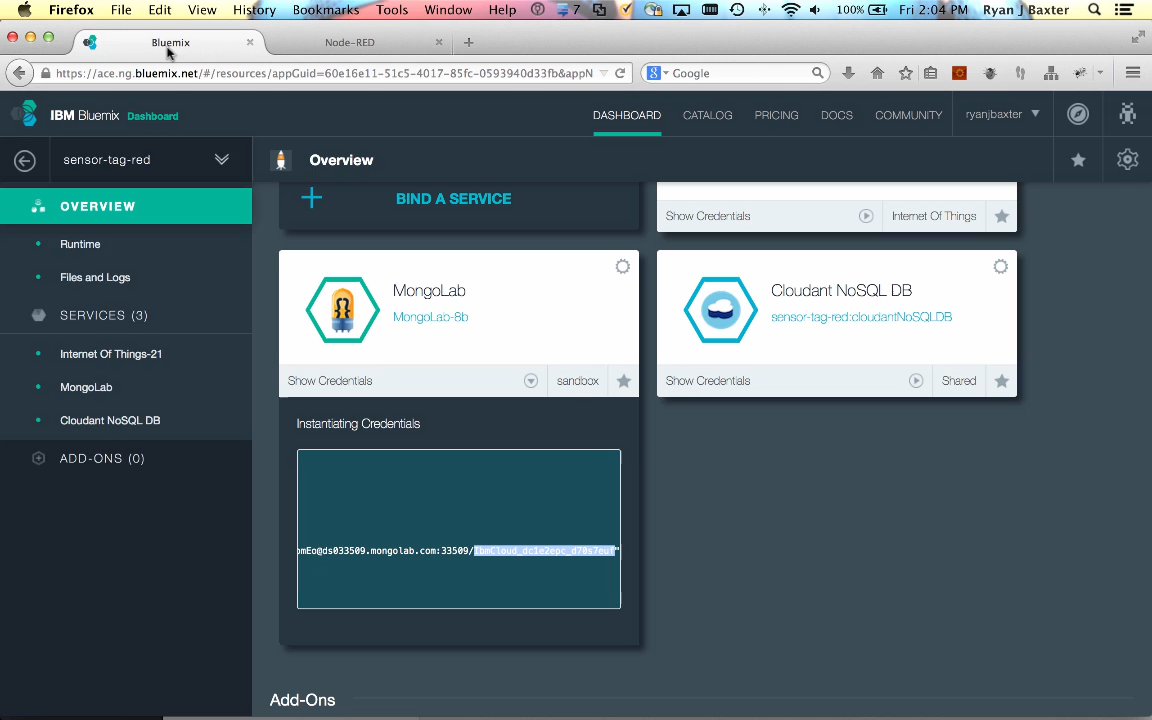 Firefox File Edit View History Bookmarks Tools Window Help 7 100% Fri 2:04 PM Ryan J Baxter
Bluemix Node-RED
https://ace.ng.bluemix.net/#/resources/appGuid=60e16e11-51c5-4017-85fc-0593940d33fb&appN Google
IBM Bluemix Dashboard DASHBOARD CATALOG PRICING DOCS COMMUNITY ryanjbaxter
sensor-tag-red Overview
OVERVIEW
Runtime
Files and Logs
SERVICES (3)
Internet Of Things-21
MongoLab
Cloudant NoSQL DB
ADD-ONS (0)
BIND A SERVICE
Show Credentials Internet Of Things
MongoLab
MongoLab-8b
Show Credentials sandbox
Cloudant NoSQL DB
sensor-tag-red:cloudantNoSQLDB
Show Credentials Shared
Instantiating Credentials
omEo@ds033509.mongolab.com:33509/IbmCloud_dc1e2epc_d70s7euf"
Add-Ons